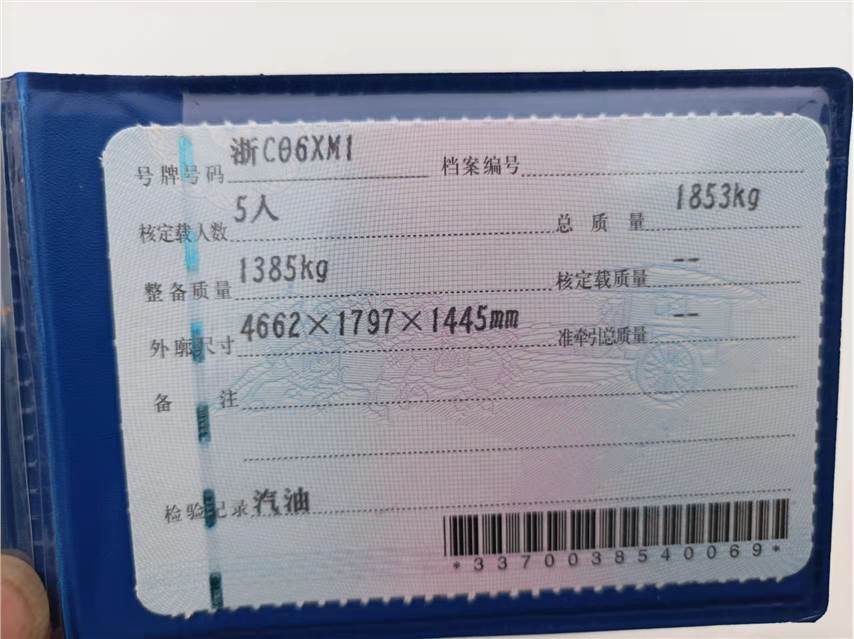 号牌号码 浙C06XM1 档案编号
核定载人数 5人 总质量 1853kg
整备质量 1385kg 核定载质量 --
外廓尺寸 4662×1797×1445mm 准牵引总质量 --
备注
检验记录 汽油
*3370038540069*